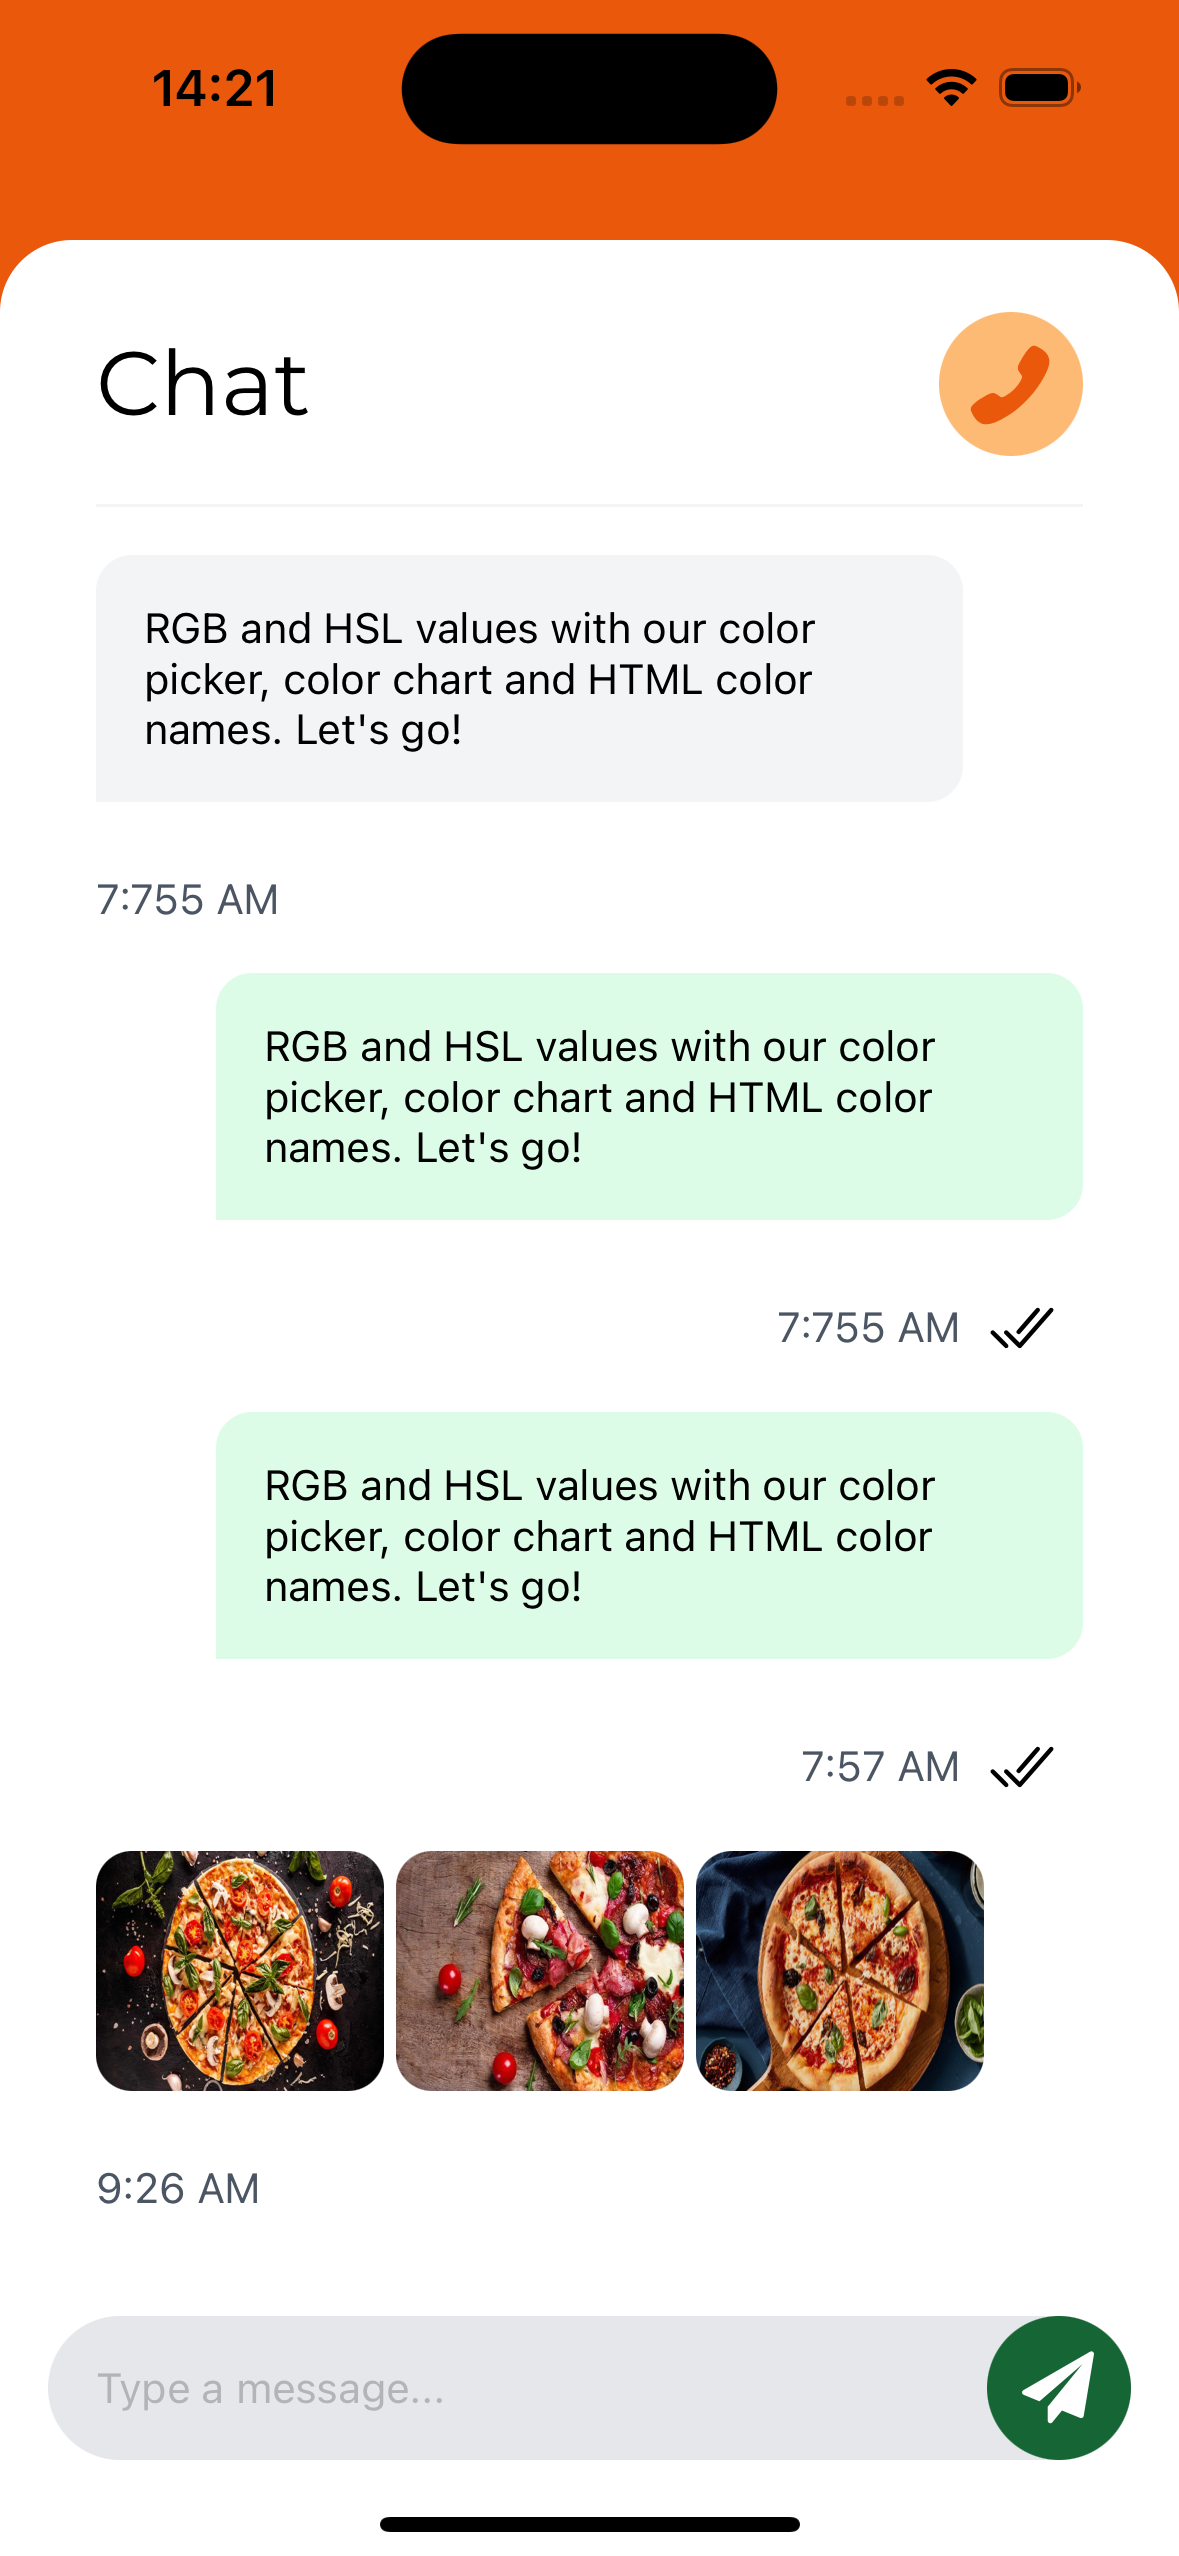 14:21
Chat
RGB and HSL values with our color
picker, color chart and HTML color
names. Let's go!
7:755 AM
RGB and HSL values with our color
picker, color chart and HTML color
names. Let's go!
7:755 AM
RGB and HSL values with our color
picker, color chart and HTML color
names. Let's go!
7:57 AM
9:26 AM
Type a message...